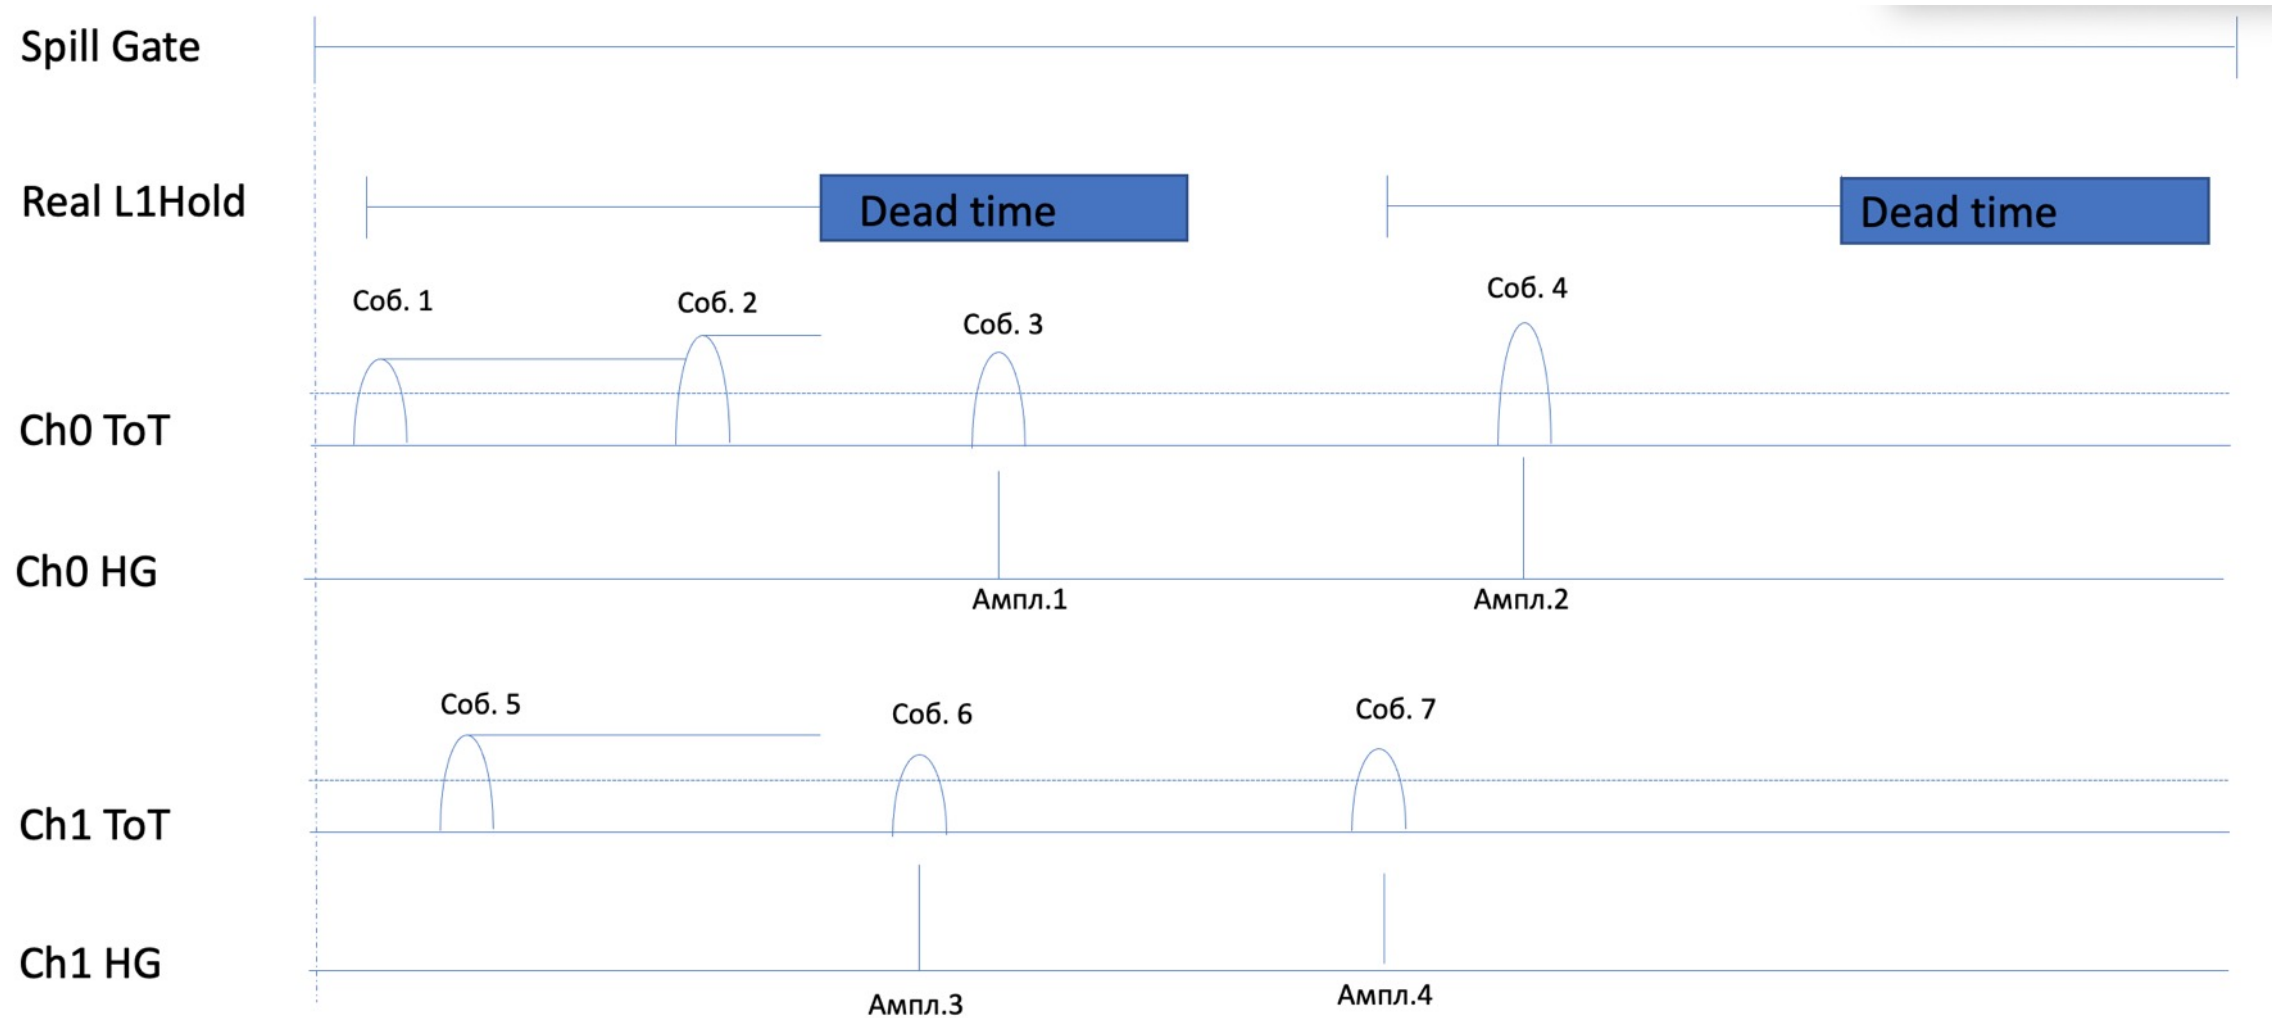 Spill Gate
Real L1Hold
Dead time
Dead time
Соб. 1
Соб. 2
Соб. 3
Соб. 4
Ch0 ToT
Ch0 HG
Ампл.1
Ампл.2
Соб. 5
Соб. 6
Соб. 7
Ch1 ToT
Ch1 HG
Ампл.3
Ампл.4